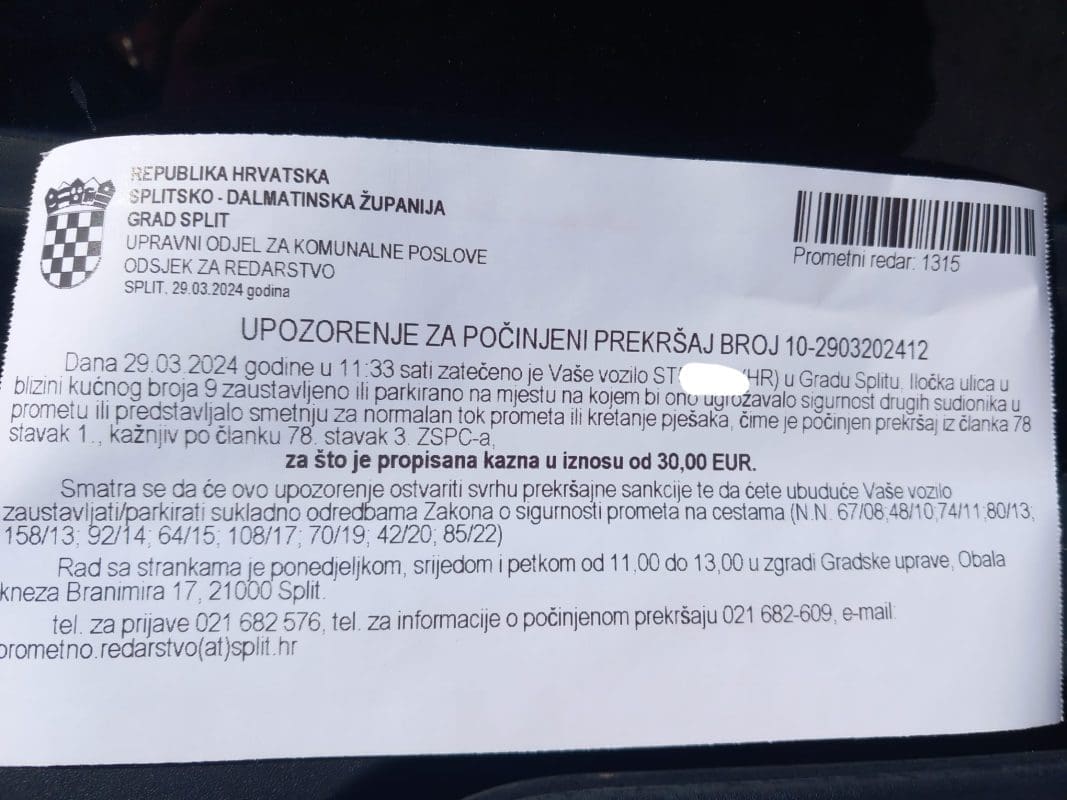 REPUBLIKA HRVATSKA
SPLITSKO - DALMATINSKA ŽUPANIJA
GRAD SPLIT
UPRAVNI ODJEL ZA KOMUNALNE POSLOVE
ODSJEK ZA REDARSTVO
SPLIT, 29.03.2024 godina
Prometni redar: 1315
UPOZORENJE ZA POČINJENI PREKRŠAJ BROJ 10-2903202412
Dana 29.03.2024 godine u 11:33 sati zatečeno je Vaše vozilo ST (HR) u Gradu Splitu, Iločka ulica u
blizini kućnog broja 9 zaustavljeno ili parkirano na mjestu na kojem bi ono ugrožavalo sigurnost drugih sudionika u
prometu ili predstavljalo smetnju za normalan tok prometa ili kretanje pješaka, čime je počinjen prekršaj iz članka 78
stavak 1., kažnjiv po članku 78. stavak 3. ZSPC-a,
za što je propisana kazna u iznosu od 30,00 EUR.
Smatra se da će ovo upozorenje ostvariti svrhu prekršajne sankcije te da ćete ubuduće Vaše vozilo
zaustavljati/parkirati sukladno odredbama Zakona o sigurnosti prometa na cestama (N.N. 67/08;48/10;74/11;80/13;
158/13; 92/14; 64/15; 108/17; 70/19; 42/20; 85/22)
Rad sa strankama je ponedjeljkom, srijedom i petkom od 11,00 do 13,00 u zgradi Gradske uprave, Obala
kneza Branimira 17, 21000 Split.
tel. za prijave 021 682 576, tel. za informacije o počinjenom prekršaju 021 682-609, e-mail:
prometno.redarstvo(at)split.hr